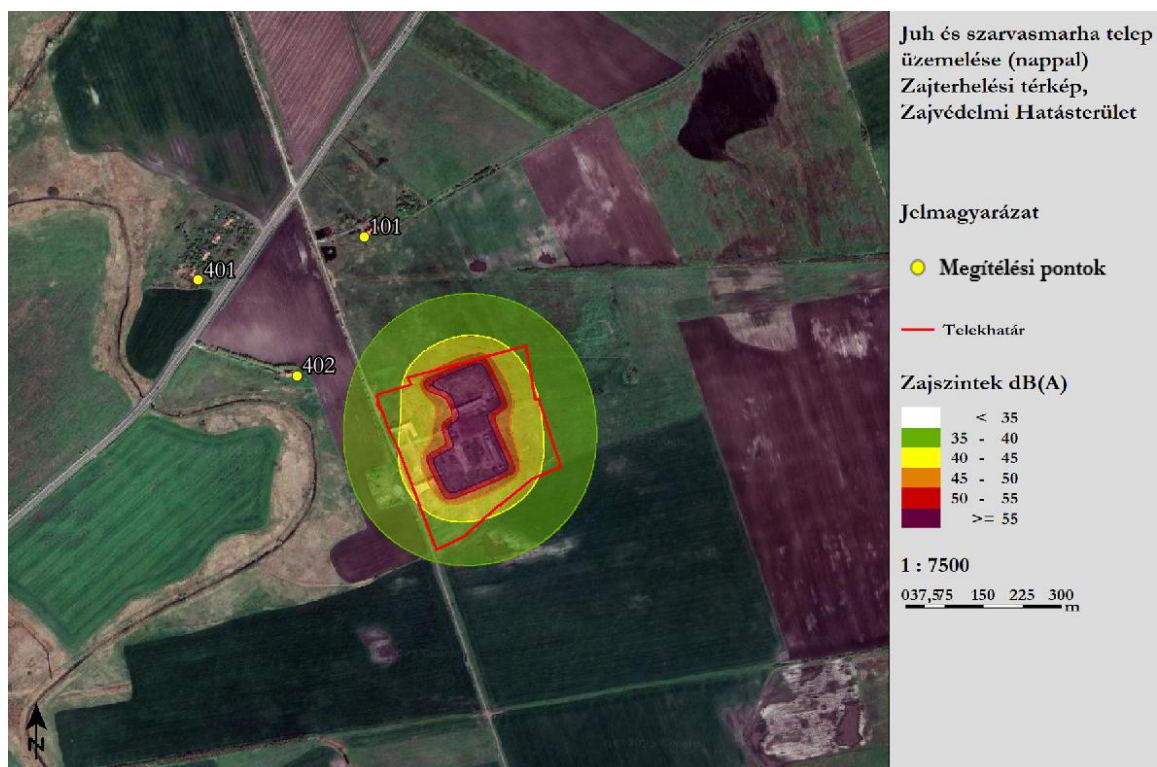 Juh és szarvasmarha telep
üzemelése (nappal)
Zajterhelési térkép,
Zajvédelmi Hatásterület
Jelmagyarázat
Megítélési pontok
Telekhatár
Zajszintek dB(A)
< 35
35 - 40
40 - 45
45 - 50
50 - 55
>= 55
1 : 7500
037,575 150 225 300
m
101
401
402
N